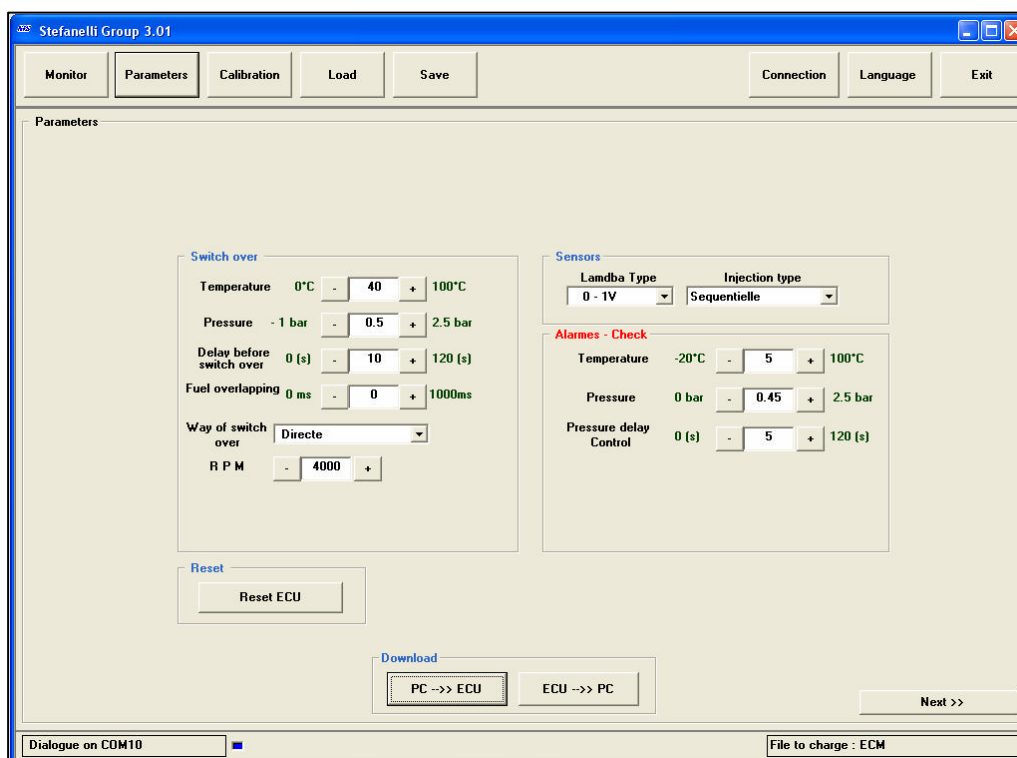 Stefanelli Group 3.01
Monitor Parameters Calibration Load Save Connection Language Exit
Parameters
Switch over
Temperature 0°C - 40 + 100°C
Pressure - 1 bar - 0.5 + 2.5 bar
Delay before
switch over 0 (s) - 10 + 120 (s)
Fuel overlapping 0 ms - 0 + 1000ms
Way of switch
over Directe
R P M - 4000 +
Sensors
Lamdba Type Injection type
0 - 1V Sequentielle
Alarmes - Check
Temperature -20°C - 5 + 100°C
Pressure 0 bar - 0.45 + 2.5 bar
Pressure delay
Control 0 (s) - 5 + 120 (s)
Reset
Reset ECU
Download
PC -->> ECU ECU -->> PC
Next >>
Dialogue on COM10 File to charge : ECM